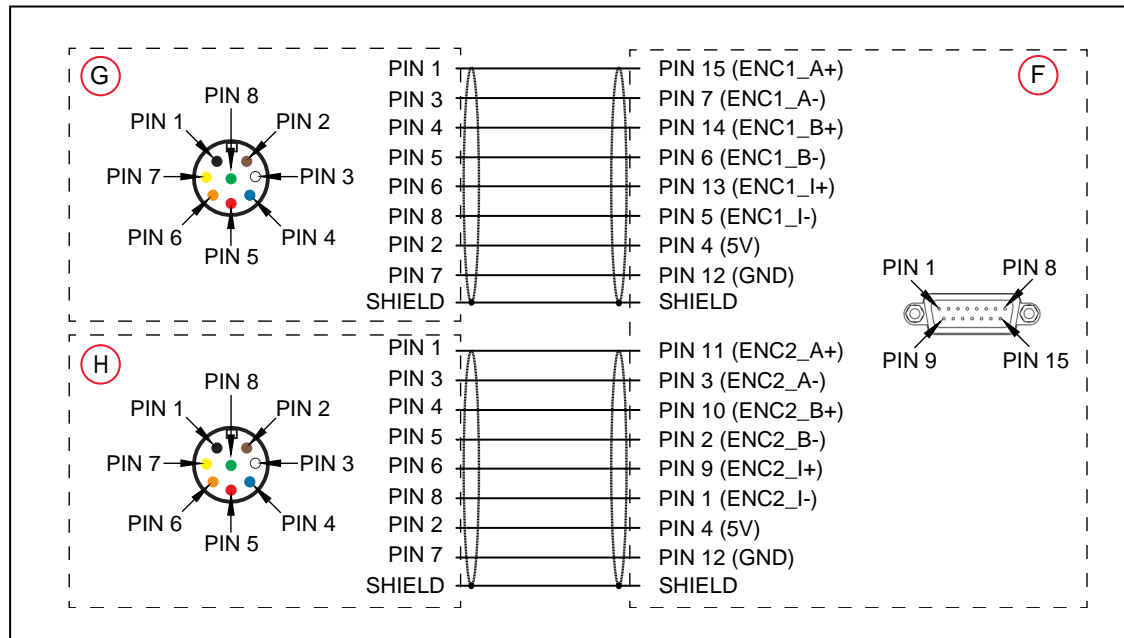 G
PIN 8
PIN 1
PIN 2
PIN 7
PIN 3
PIN 6
PIN 4
PIN 5
PIN 1
PIN 3
PIN 4
PIN 5
PIN 6
PIN 8
PIN 2
PIN 7
SHIELD
H
PIN 8
PIN 1
PIN 2
PIN 7
PIN 3
PIN 6
PIN 4
PIN 5
PIN 1
PIN 3
PIN 4
PIN 5
PIN 6
PIN 8
PIN 2
PIN 7
SHIELD
F
PIN 15 (ENC1_A+)
PIN 7 (ENC1_A-)
PIN 14 (ENC1_B+)
PIN 6 (ENC1_B-)
PIN 13 (ENC1_I+)
PIN 5 (ENC1_I-)
PIN 4 (5V)
PIN 12 (GND)
SHIELD
PIN 11 (ENC2_A+)
PIN 3 (ENC2_A-)
PIN 10 (ENC2_B+)
PIN 2 (ENC2_B-)
PIN 9 (ENC2_I+)
PIN 1 (ENC2_I-)
PIN 4 (5V)
PIN 12 (GND)
SHIELD
PIN 1
PIN 8
PIN 9
PIN 15